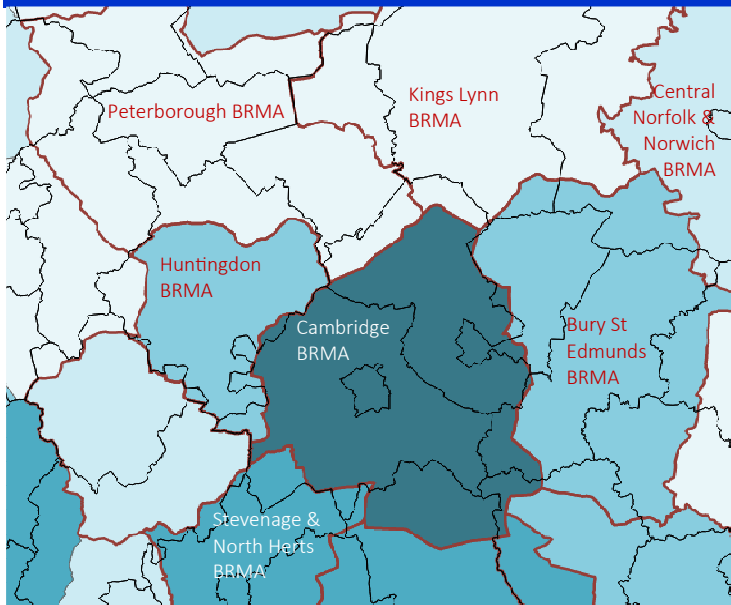 Peterborough BRMA
Kings Lynn
BRMA
Central
Norfolk &
Norwich
BRMA
Huntingdon
BRMA
Cambridge
BRMA
Bury St
Edmunds
BRMA
Stevenage &
North Herts
BRMA